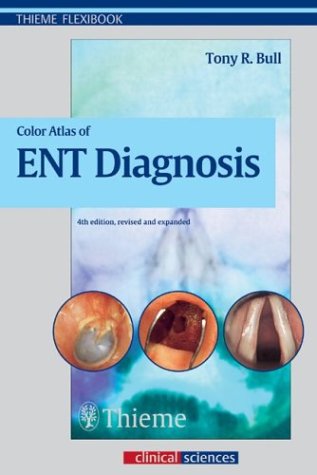 THIEME FLEXIBOOK
Tony R. Bull
Color Atlas of
ENT Diagnosis
4th edition, revised and expanded
Thieme
clinical sciences